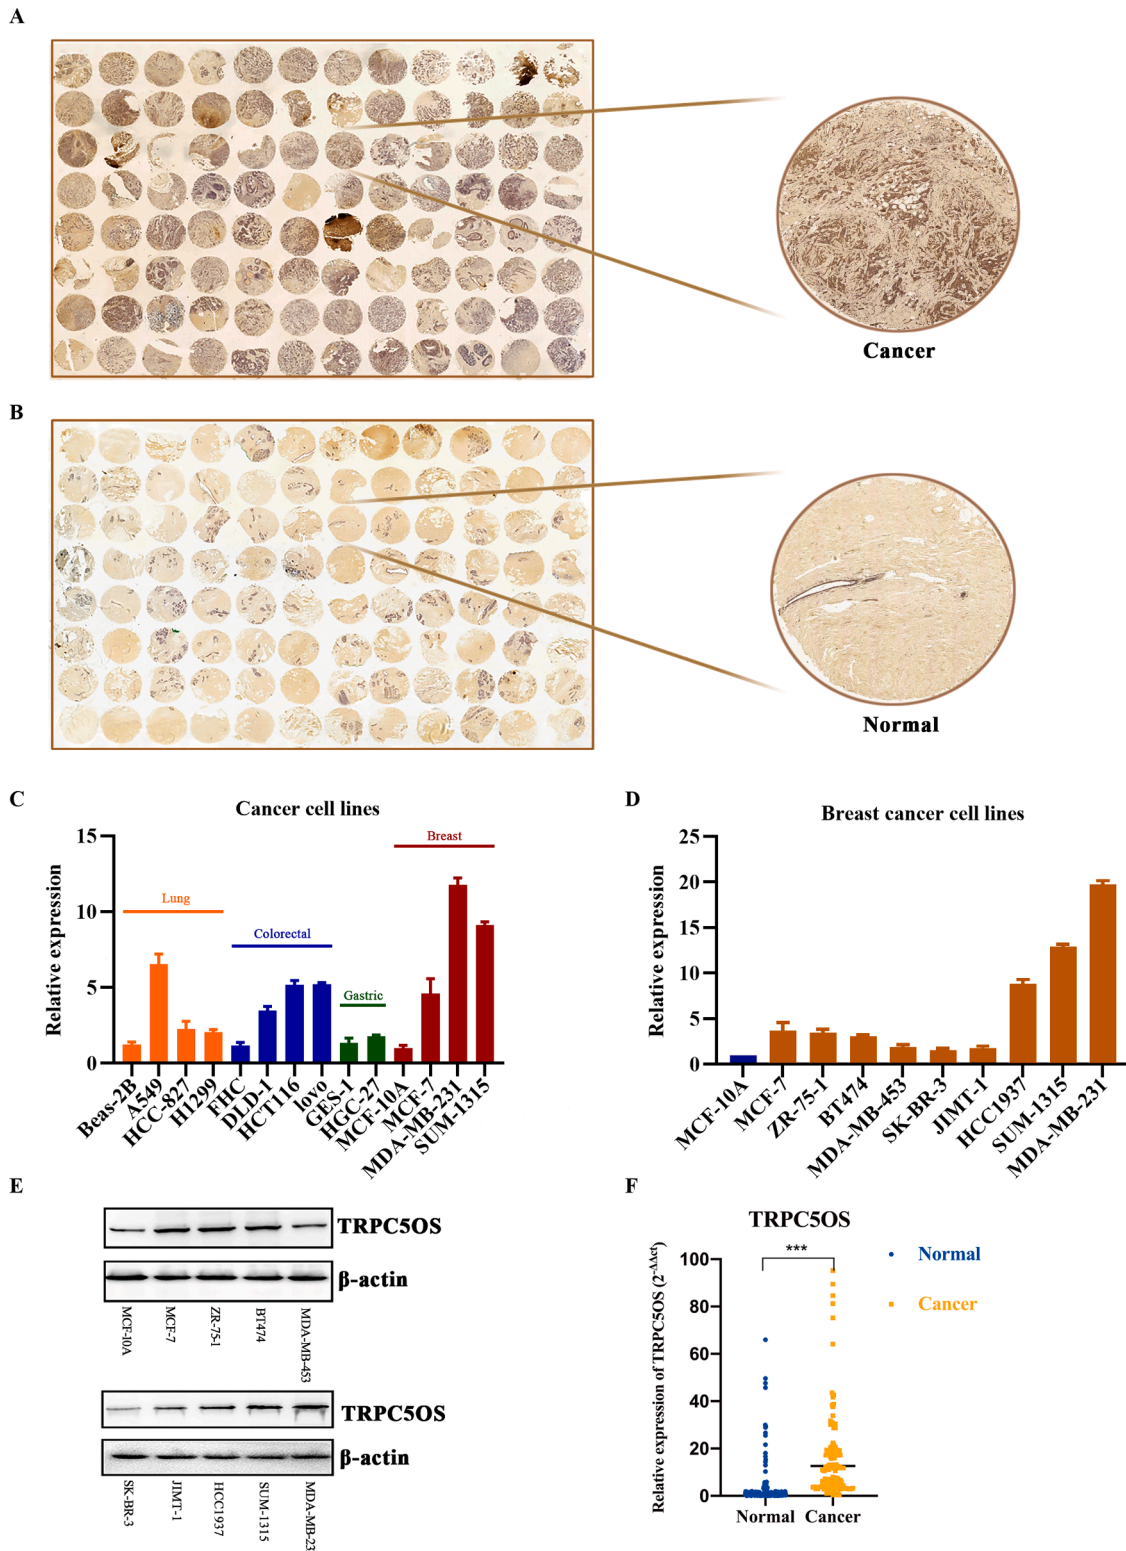 A
Cancer
B
Normal
C
Cancer cell lines
Relative expression
15
10
5
0
Lung
Colorectal
Gastric
Breast
Beas-2B
A549
HCC-827
H1299
FHC
DLD-1
HCT116
lovo
GES-1
HGC-27
MCF-10A
MCF-7
MDA-MB-231
SUM-1315
D
Breast cancer cell lines
Relative expression
25
20
15
10
5
0
MCF-10A
MCF-7
ZR-75-1
BT474
MDA-MB-453
SK-BR-3
JIMT-1
HCC1937
SUM-1315
MDA-MB-231
E
TRPC5OS
β-actin
MCF-10A
MCF-7
ZR-75-1
BT474
MDA-MB-453
TRPC5OS
β-actin
SK-BR-3
JIMT-1
HCC1937
SUM-1315
MDA-MB-23
F
TRPC5OS
Relative expression of TRPC5OS (2^-ΔΔct)
100
80
60
40
20
0
***
Normal
Cancer
Normal Cancer